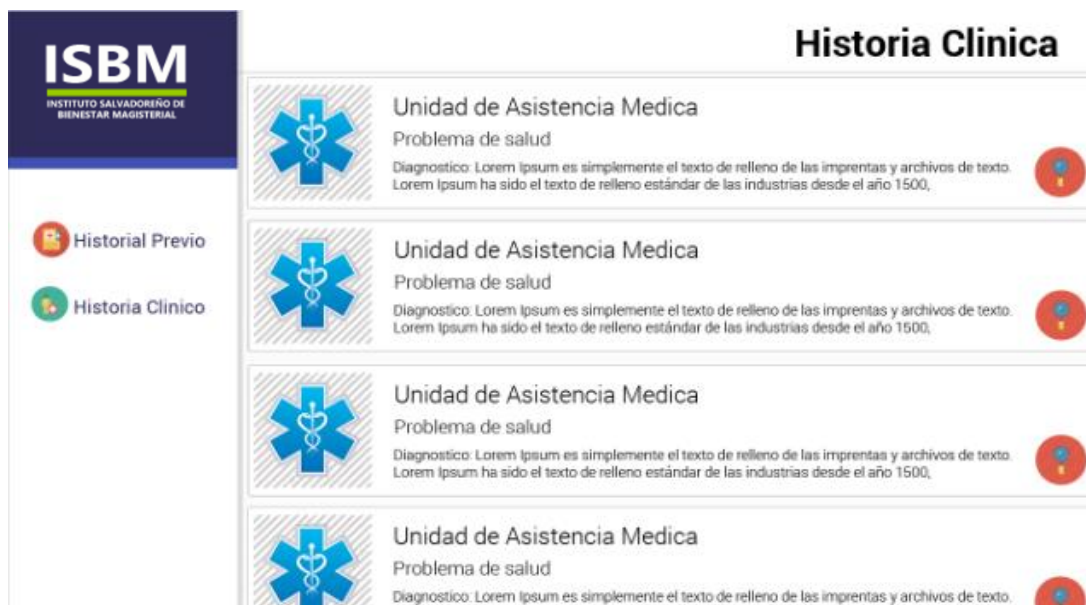 ISBM
INSTITUTO SALVADOREÑO DE
BIENESTAR MAGISTERIAL
Historial Previo
Historia Clinico
Historia Clinica
Unidad de Asistencia Medica
Problema de salud
Diagnostico: Lorem Ipsum es simplemente el texto de relleno de las imprentas y archivos de texto.
Lorem Ipsum ha sido el texto de relleno estándar de las industrias desde el año 1500,
Unidad de Asistencia Medica
Problema de salud
Diagnostico: Lorem Ipsum es simplemente el texto de relleno de las imprentas y archivos de texto.
Lorem Ipsum ha sido el texto de relleno estándar de las industrias desde el año 1500,
Unidad de Asistencia Medica
Problema de salud
Diagnostico: Lorem Ipsum es simplemente el texto de relleno de las imprentas y archivos de texto.
Lorem Ipsum ha sido el texto de relleno estándar de las industrias desde el año 1500,
Unidad de Asistencia Medica
Problema de salud
Diagnostico: Lorem Ipsum es simplemente el texto de relleno de las imprentas y archivos de texto.